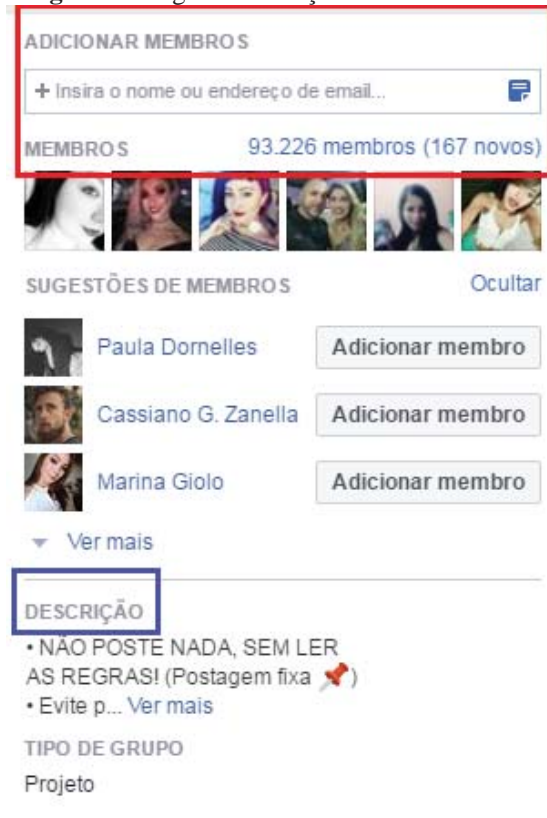 ADICIONAR MEMBROS
+ Insira o nome ou endereço de email...
MEMBROS 93.226 membros (167 novos)
SUGESTÕES DE MEMBROS Ocultar
Paula Dornelles Adicionar membro
Cassiano G. Zanella Adicionar membro
Marina Giolo Adicionar membro
Ver mais
DESCRIÇÃO
• NÃO POSTE NADA, SEM LER
AS REGRAS! (Postagem fixa 📌)
• Evite p... Ver mais
TIPO DE GRUPO
Projeto